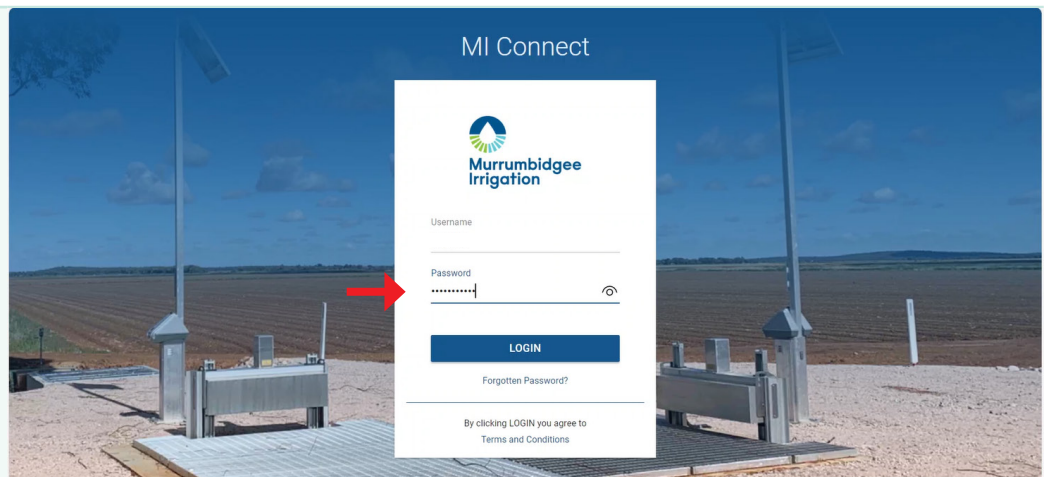 MI Connect
Murrumbidgee
Irrigation
Username
Password
•••••••••••
LOGIN
Forgotten Password?
By clicking LOGIN you agree to
Terms and Conditions